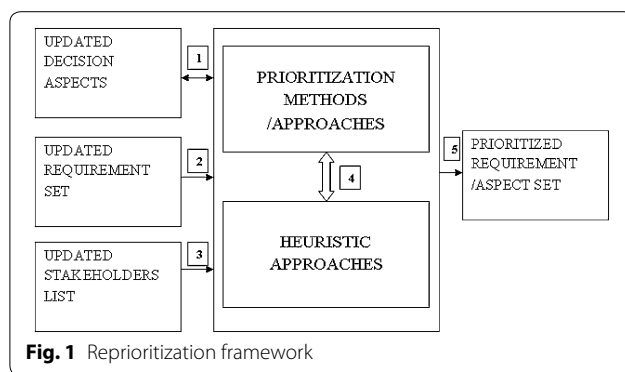 UPDATED
DECISION
ASPECTS
1
UPDATED
REQUIREMENT
SET
2
UPDATED
STAKEHOLDERS
LIST
3
PRIORITIZATION
METHODS
/APPROACHES
4
HEURISTIC
APPROACHES
5
PRIORITIZED
REQUIREMENT
/ASPECT SET
Fig. 1 Reprioritization framework